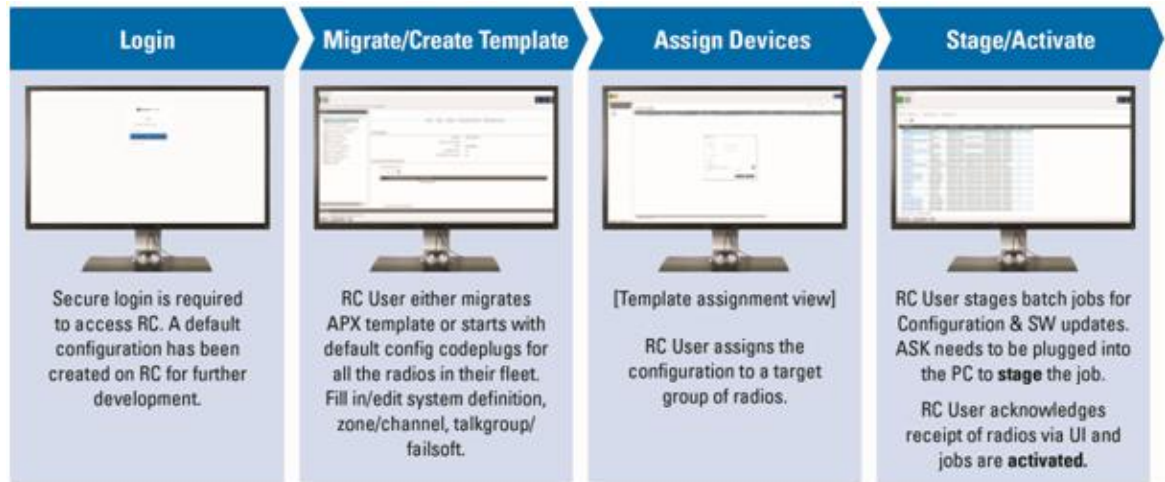 Login
Migrate/Create Template
Assign Devices
Stage/Activate
Secure login is required
to access RC. A default
configuration has been
created on RC for further
development.
RC User either migrates
APX template or starts with
default config codeplugs for
all the radios in their fleet.
Fill in/edit system definition,
zone/channel, talkgroup/
failsoft.
[Template assignment view]
RC User assigns the
configuration to a target
group of radios.
RC User stages batch jobs for
Configuration & SW updates.
ASK needs to be plugged into
the PC to stage the job.
RC User acknowledges
receipt of radios via UI and
jobs are activated.